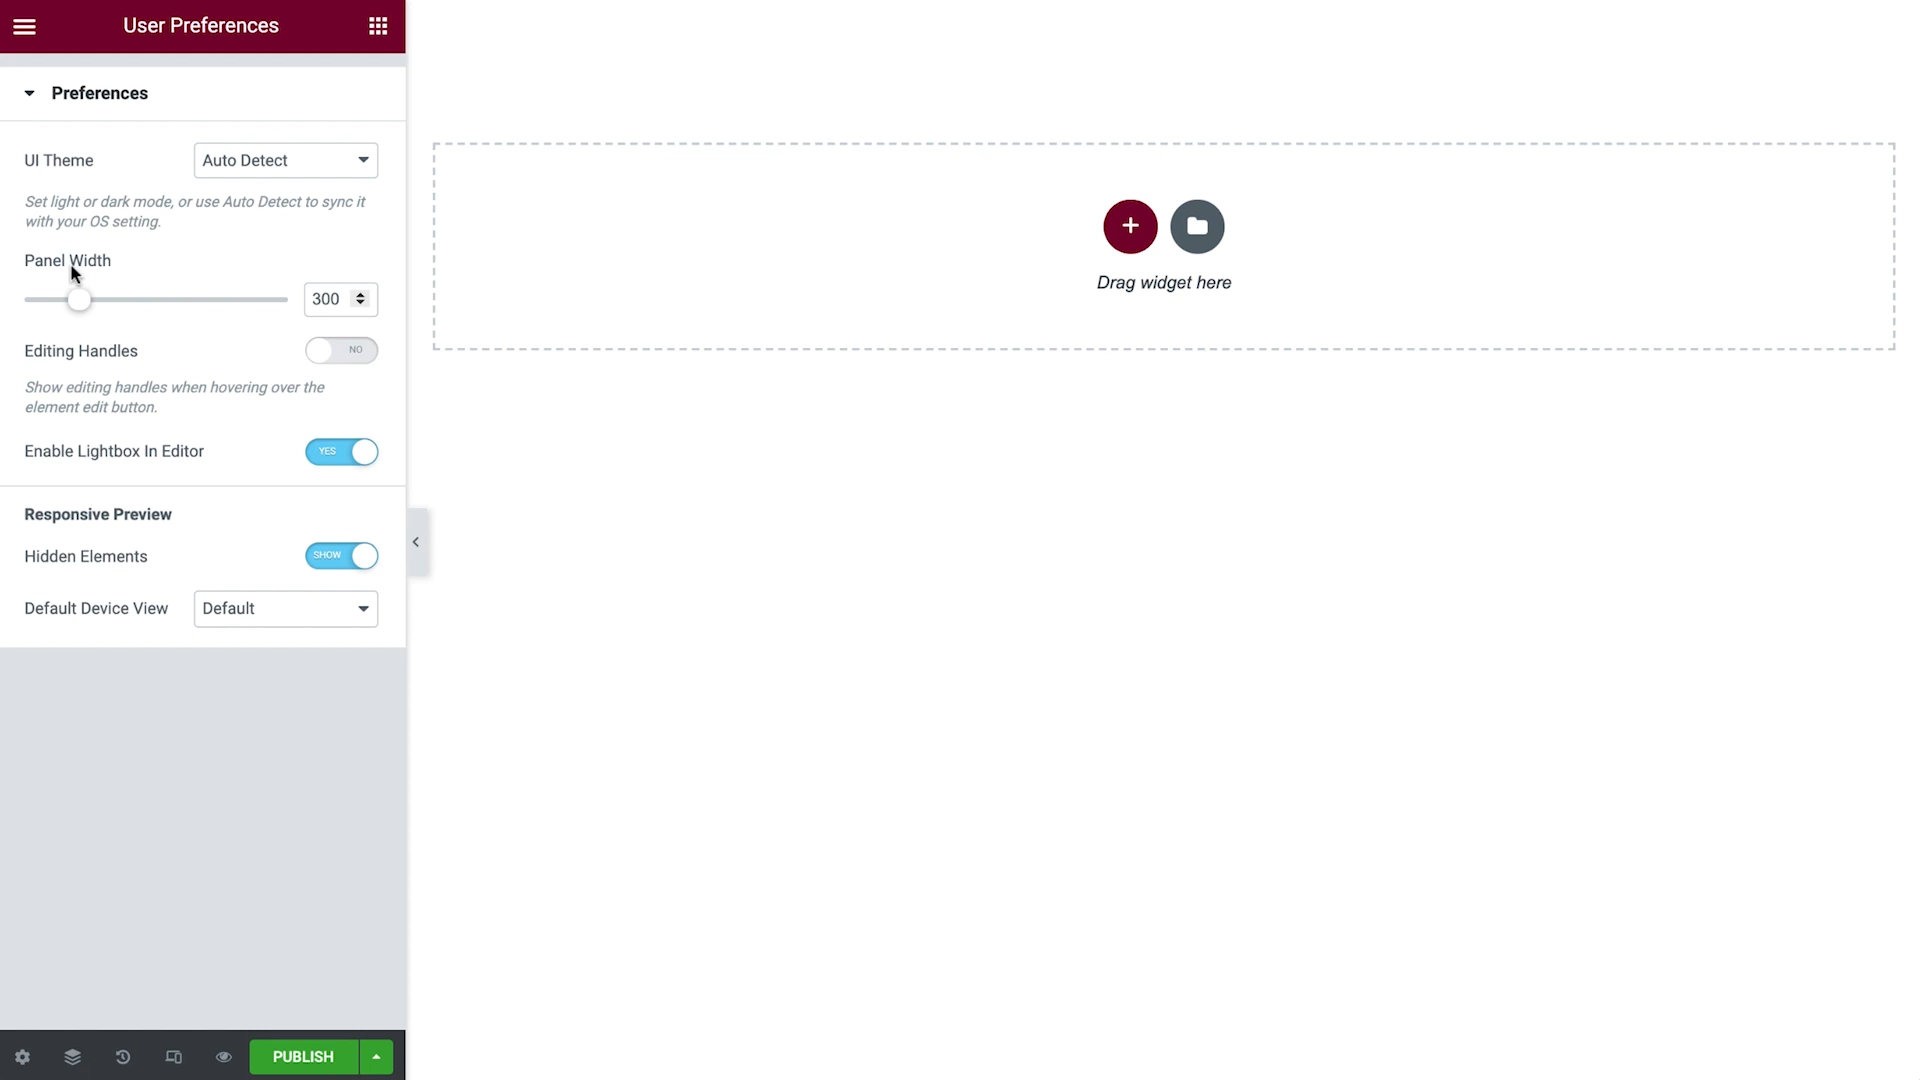 User Preferences
Preferences
UI Theme
Auto Detect
Set light or dark mode, or use Auto Detect to sync it
with your OS setting.
Panel Width
300
Editing Handles
NO
Show editing handles when hovering over the
element edit button.
Enable Lightbox In Editor
YES
Responsive Preview
Hidden Elements
SHOW
Default Device View
Default
PUBLISH
Drag widget here